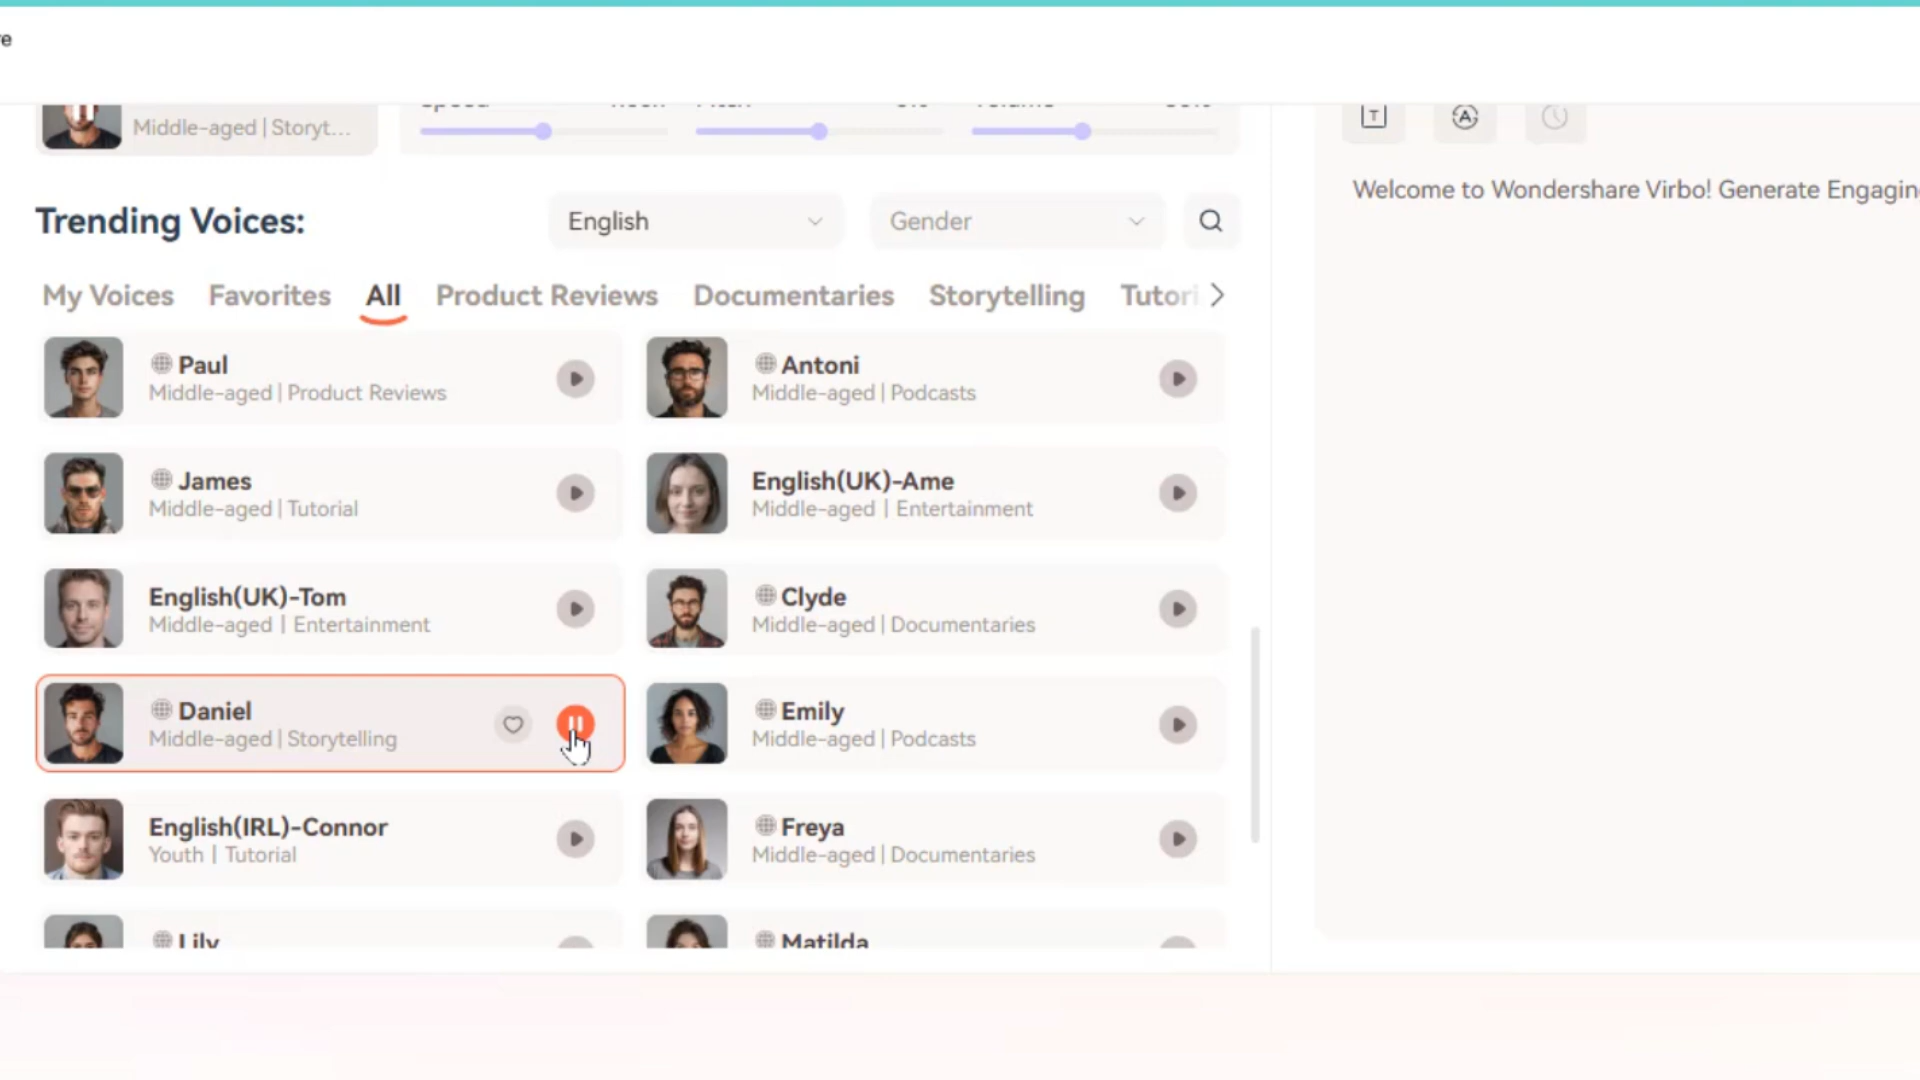 Middle-aged | Storyt...
Welcome to Wondershare Virbo! Generate Engagin
Trending Voices:
English
Gender
My Voices
Favorites
All
Product Reviews
Documentaries
Storytelling
Tutori
Paul
Middle-aged | Product Reviews
Antoni
Middle-aged | Podcasts
James
Middle-aged | Tutorial
English(UK)-Ame
Middle-aged | Entertainment
English(UK)-Tom
Middle-aged | Entertainment
Clyde
Middle-aged | Documentaries
Daniel
Middle-aged | Storytelling
Emily
Middle-aged | Podcasts
English(IRL)-Connor
Youth | Tutorial
Freya
Middle-aged | Documentaries
Lily
Matilda